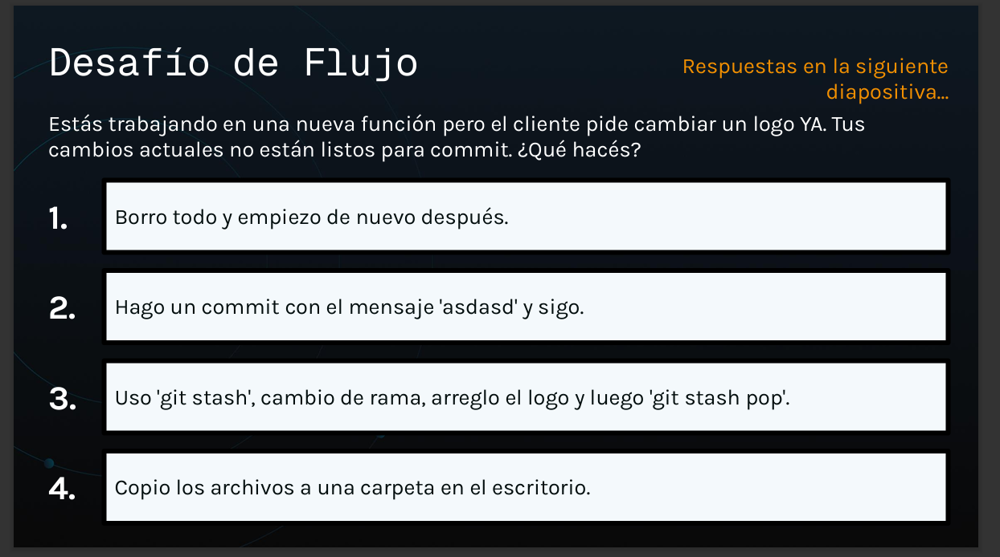 Desafío de Flujo
Respuestas en la siguiente
diapositiva...
Estás trabajando en una nueva función pero el cliente pide cambiar un logo YA. Tus
cambios actuales no están listos para commit. ¿Qué hacés?
1. Borro todo y empiezo de nuevo después.
2. Hago un commit con el mensaje 'asdasd' y sigo.
3. Uso 'git stash', cambio de rama, arreglo el logo y luego 'git stash pop'.
4. Copio los archivos a una carpeta en el escritorio.